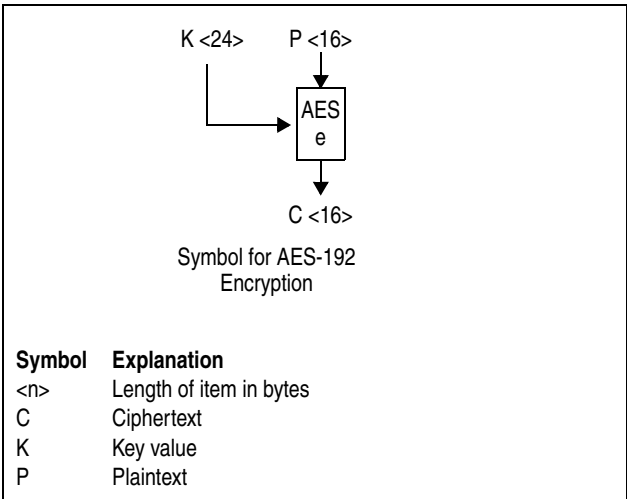 K <24> P <16>
AES
e
C <16>
Symbol for AES-192
Encryption
Symbol Explanation
<n> Length of item in bytes
C Ciphertext
K Key value
P Plaintext